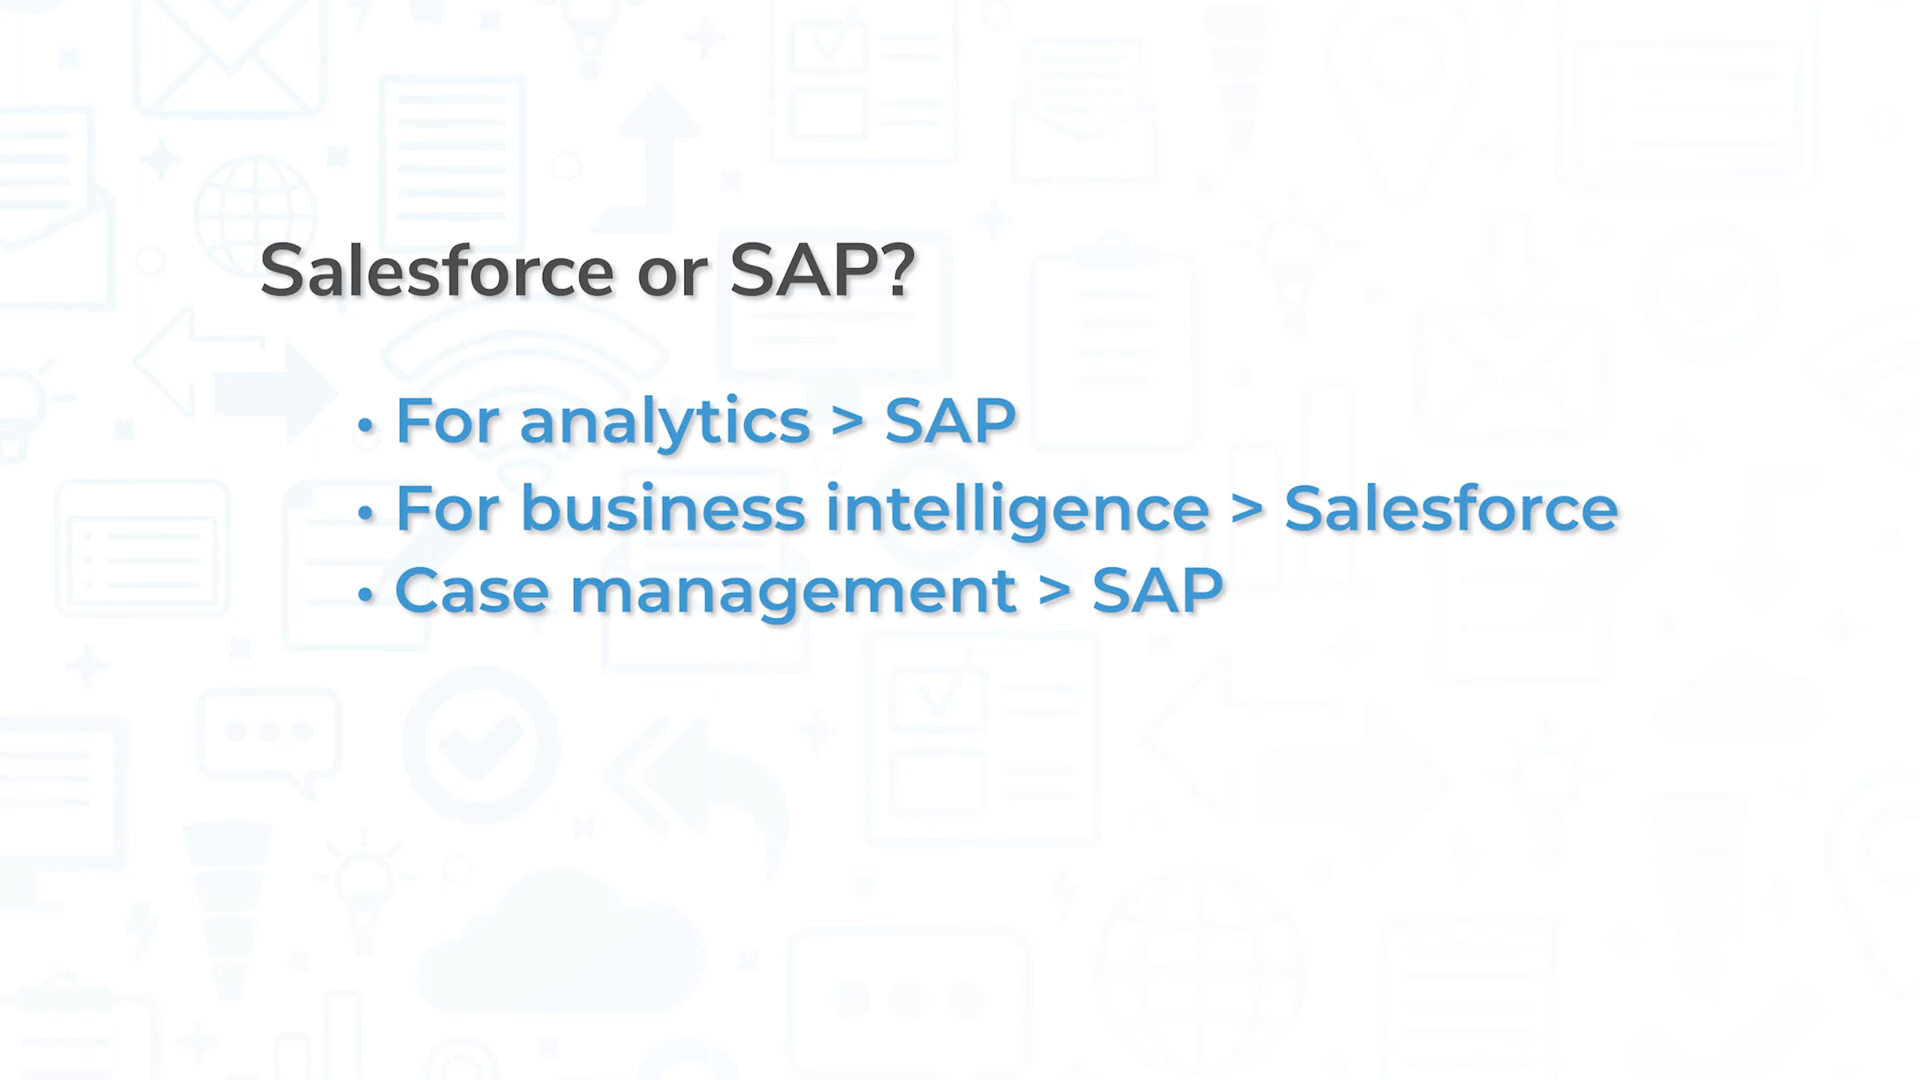 Salesforce or SAP?
• For analytics > SAP
• For business intelligence > Salesforce
• Case management > SAP